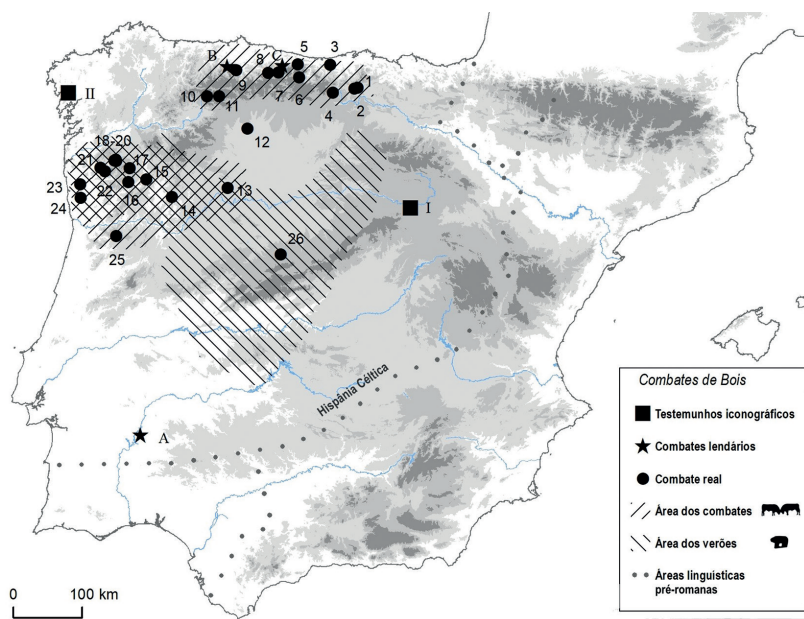 5
3
B
8
C
1
9
7
6
4
2
10
11
II
12
18-20
21
17
15
22
16
23
24
14
13
I
25
26
Hispânia Céltica
A
Combates de Bois
Testemunhos iconográficos
Combates lendários
Combate real
Área dos combates
Área dos verões
Áreas linguisticas
pré-romanas
0 100 km